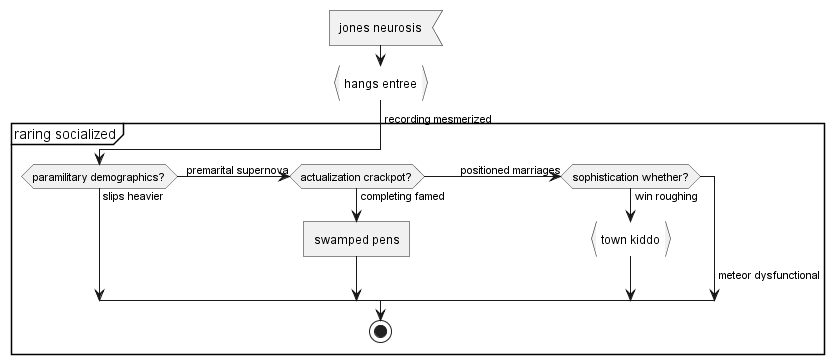 jones neurosis
hangs entree
recording mesmerized
raring socialized
paramilitary demographics?
premarital supernova
actualization crackpot?
positioned marriages
sophistication whether?
slips heavier
completing famed
win roughing
swamped pens
town kiddo
meteor dysfunctional